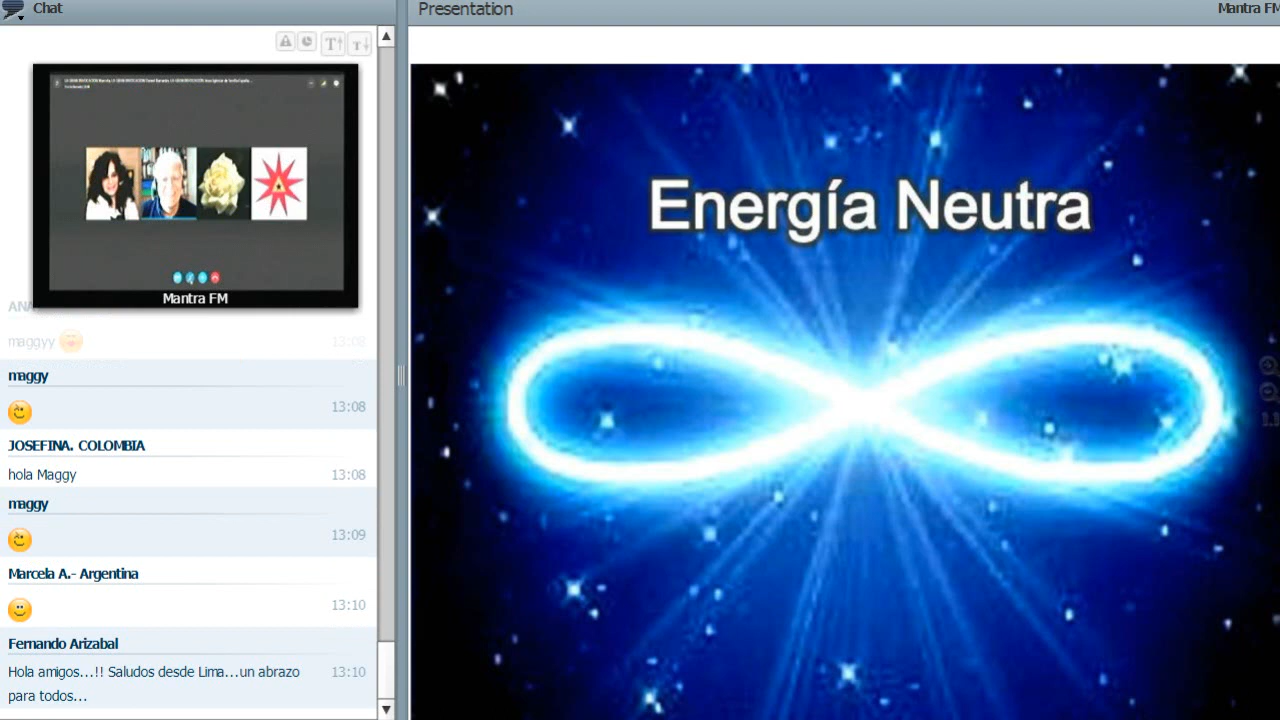 Chat
Presentation
Mantra FM
Mantra FM
ANA
maggyy
13:08
maggy
13:08
JOSEFINA. COLOMBIA
hola Maggy
13:08
maggy
13:09
Marcela A.- Argentina
13:10
Fernando Arizabal
Hola amigos...!! Saludos desde Lima...un abrazo
13:10
para todos...
Energía Neutra